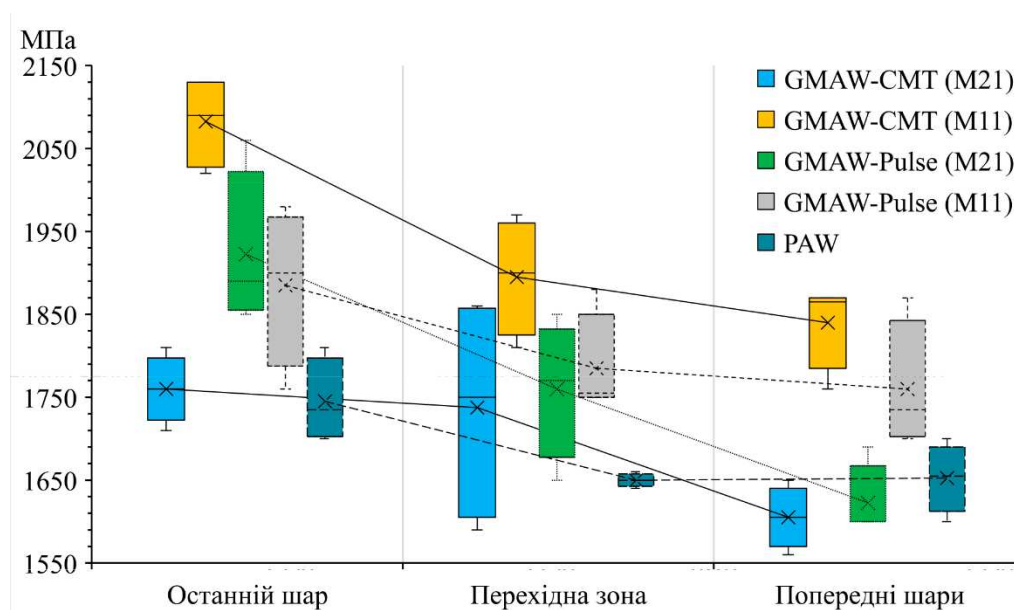 МПа
2150
2050
1950
1850
1750
1650
1550
GMAW-CMT (M21)
GMAW-CMT (M11)
GMAW-Pulse (M21)
GMAW-Pulse (M11)
PAW
Останній шар
Перехідна зона
Попередні шари